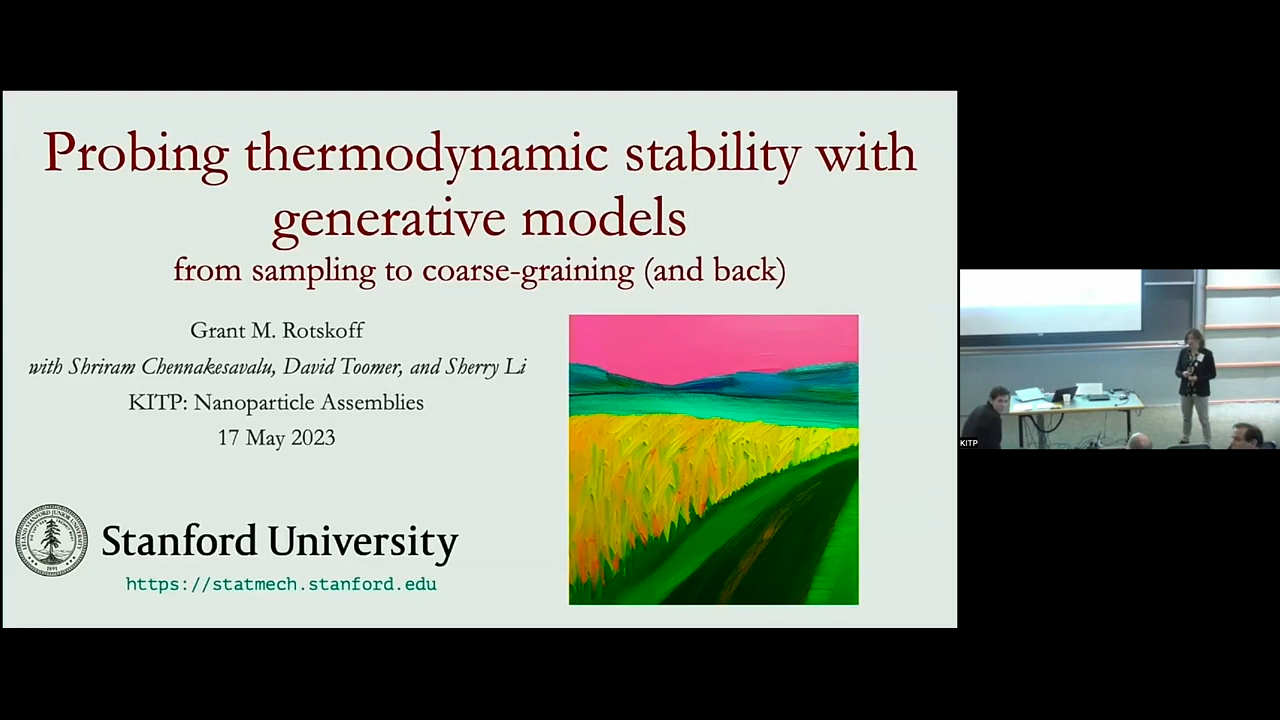 Probing thermodynamic stability with
generative models
from sampling to coarse-graining (and back)
Grant M. Rotskoff
with Shriram Chennakesavalu, David Toomer, and Sherry Li
KITP: Nanoparticle Assemblies
17 May 2023
Stanford University
https://statmech.stanford.edu
KITP